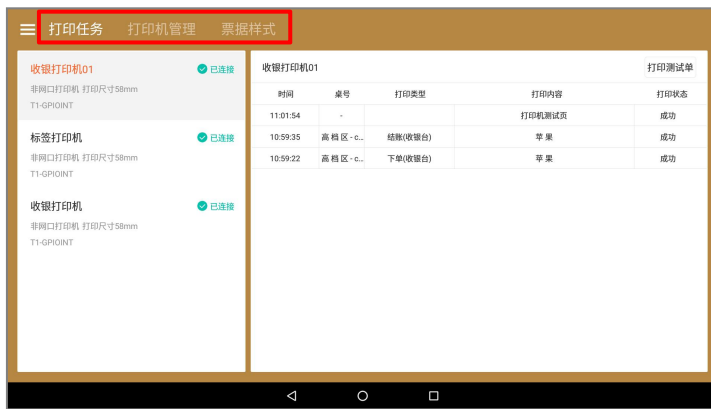 打印任务 打印机管理 票据样式
收银打印机01 已连接
非网口打印机 打印尺寸58mm
T1-GPIOINT
标签打印机 已连接
非网口打印机 打印尺寸58mm
T1-GPIOINT
收银打印机 已连接
非网口打印机 打印尺寸58mm
T1-GPIOINT
收银打印机01 打印测试单
时间 桌号 打印类型 打印内容 打印状态
11:01:54 - 打印机测试页 成功
10:59:35 高档区-c... 结账(收银台) 苹果 成功
10:59:22 高档区-c... 下单(收银台) 苹果 成功